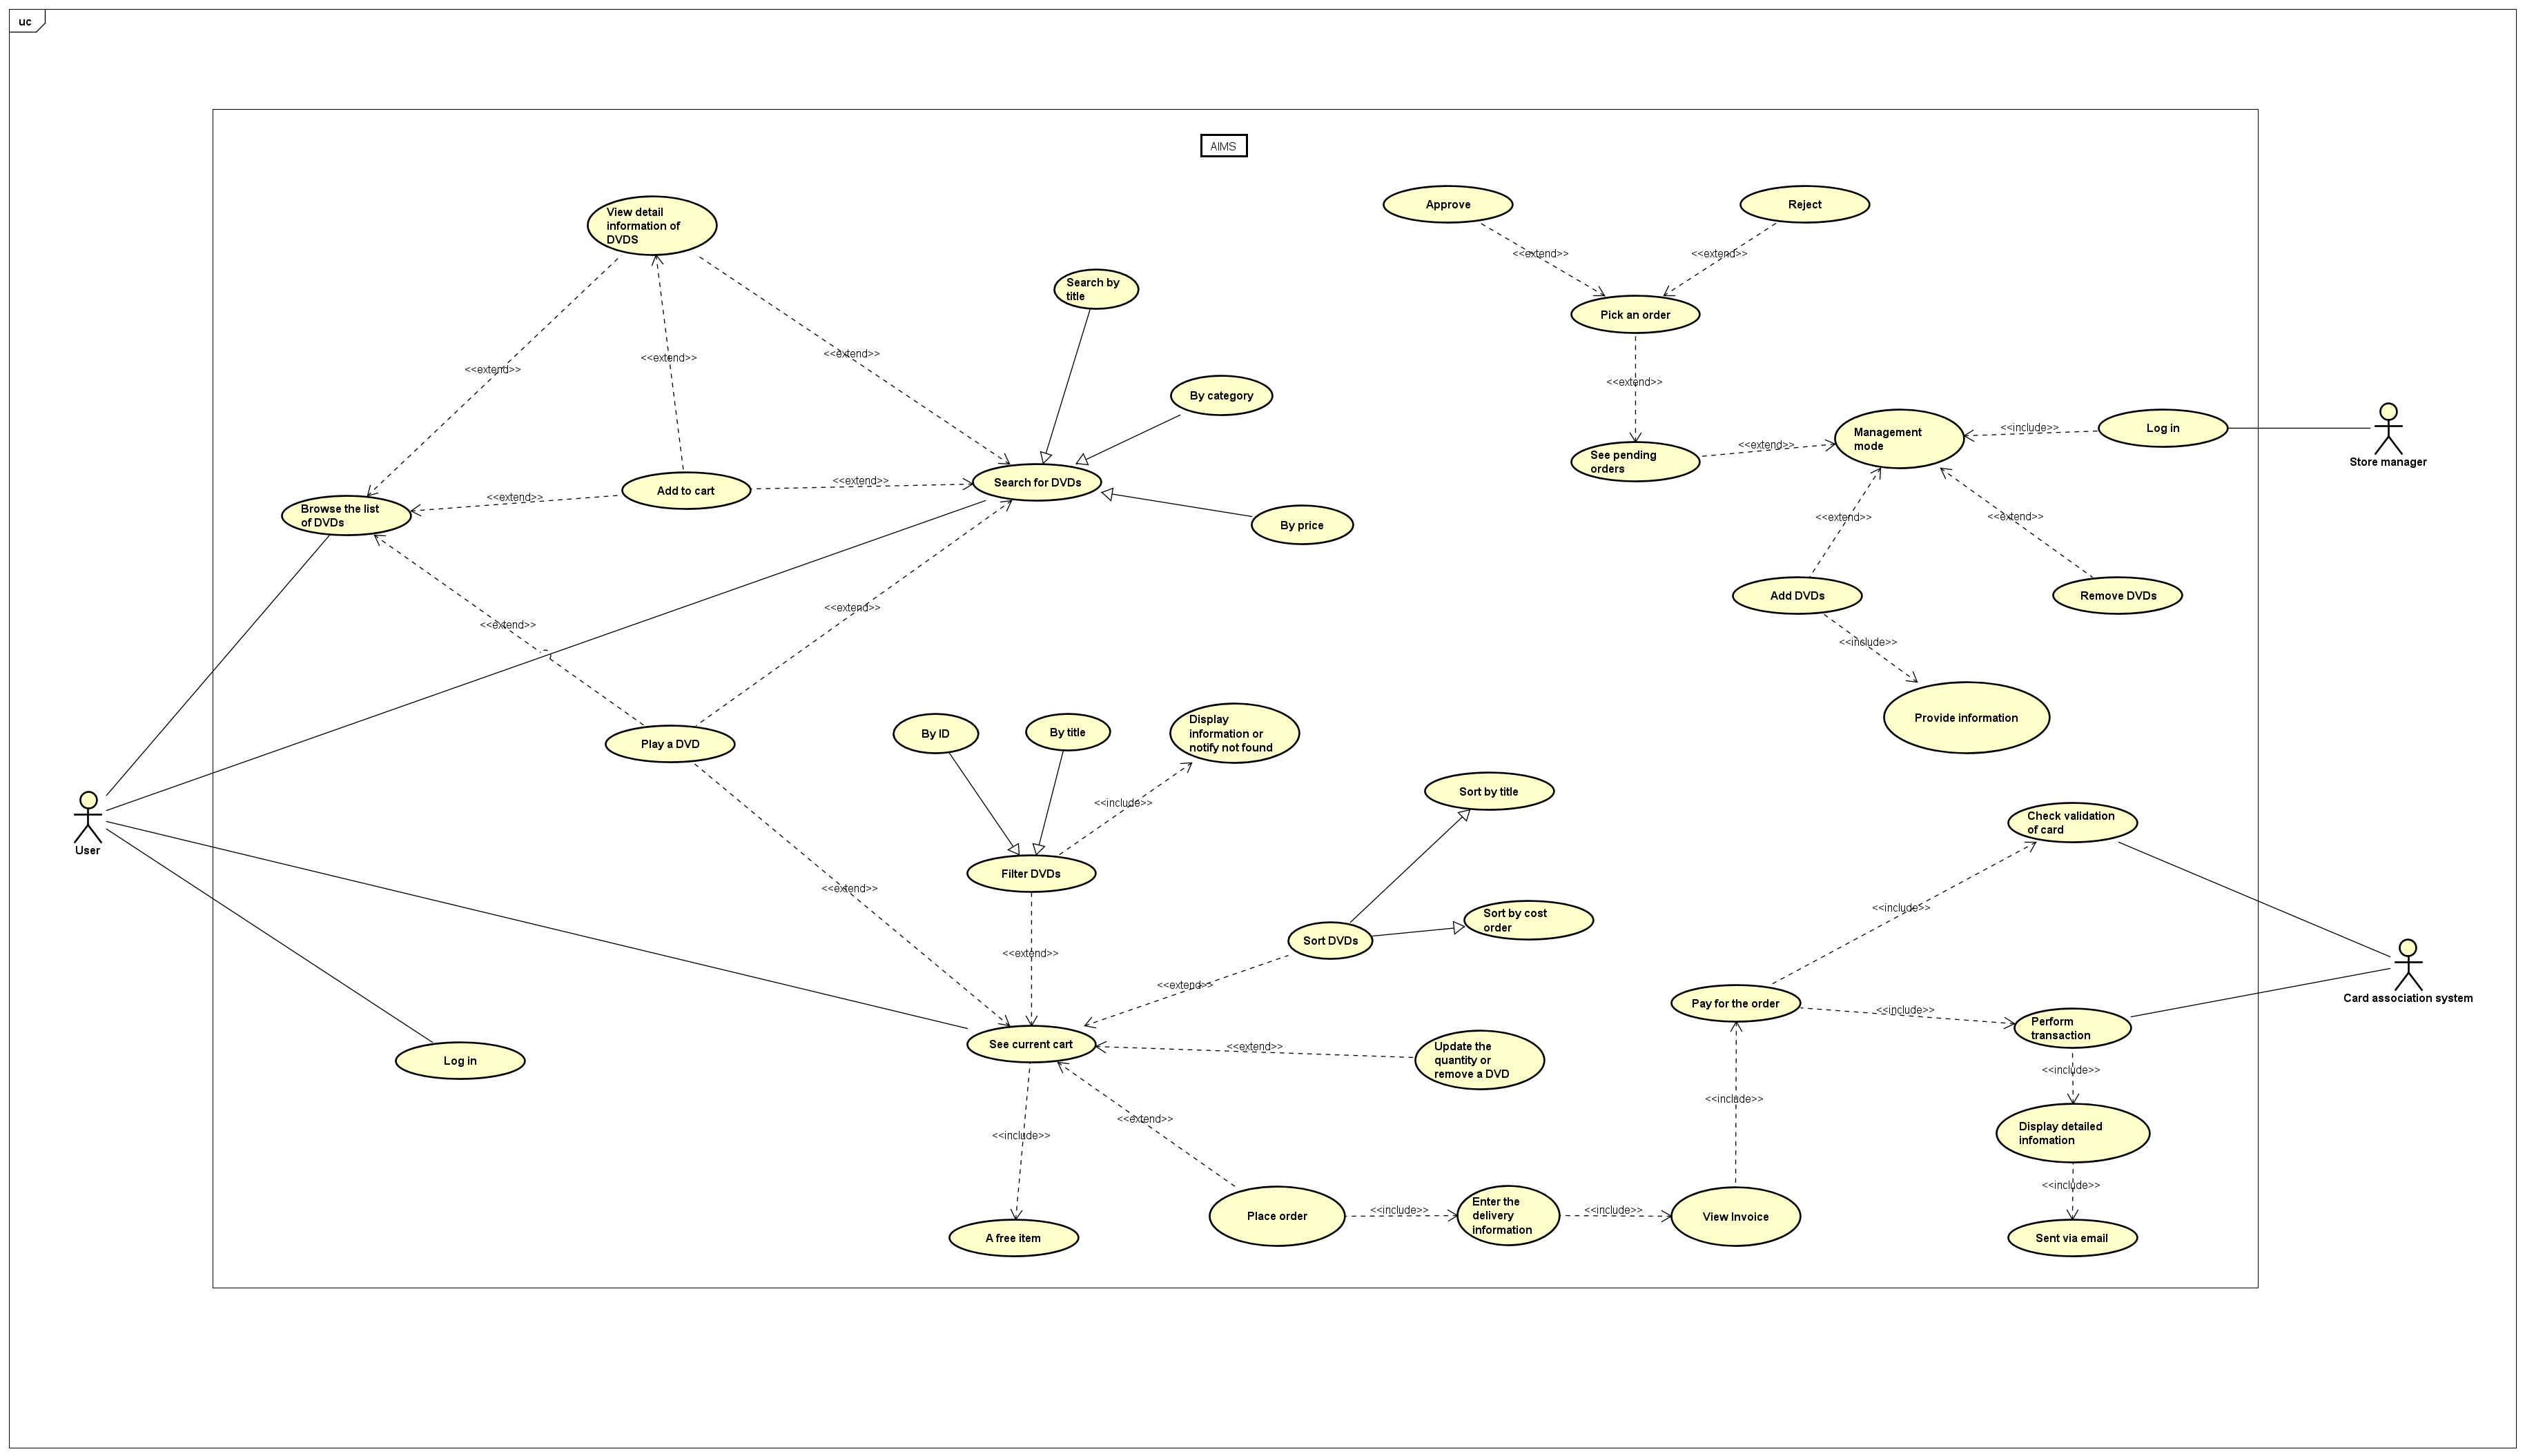 uc
AIMS
View detail
information of
DVDS
Approve
Reject
<<extend>>
<<extend>>
Search by
title
Pick an order
<<extend>>
<<extend>>
<<extend>>
<<extend>>
By category
Management
mode
<<include>>
Log in
Store manager
See pending
orders
<<extend>>
Browse the list
of DVDs
<<extend>>
Add to cart
<<extend>>
Search for DVDs
By price
<<extend>>
<<extend>>
Add DVDs
Remove DVDs
<<extend>>
<<extend>>
<<include>>
Provide information
Play a DVD
By ID
By title
Display
information or
notify not found
<<include>>
Sort by title
User
Check validation
of card
Filter DVDs
<<extend>>
<<include>>
Sort by cost
order
Sort DVDs
<<extend>>
<<extend>>
Card association system
Pay for the order
<<include>>
Perform
transaction
See current cart
<<extend>>
Update the
quantity or
remove a DVD
Log in
<<include>>
<<include>>
<<extend>>
<<include>>
Display detailed
infomation
<<include>>
Place order
<<include>>
Enter the
delivery
information
<<include>>
View Invoice
A free item
Sent via email